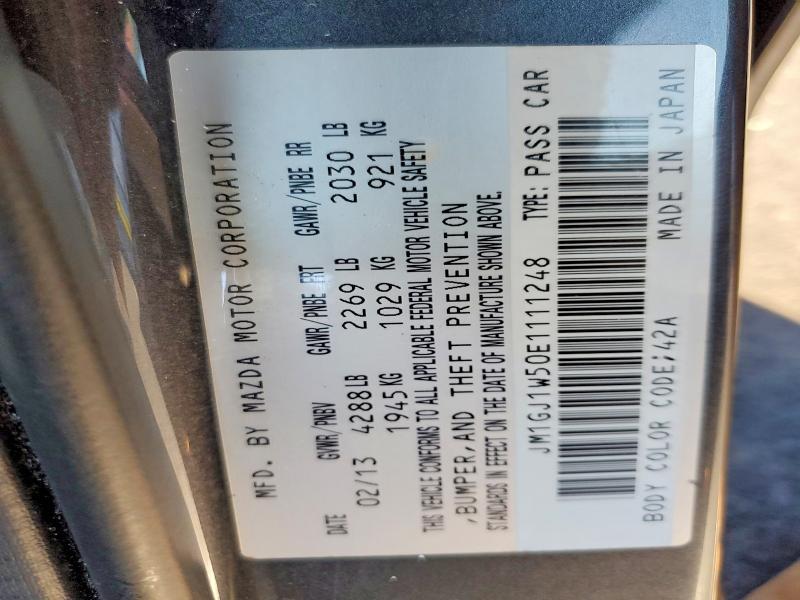 MFD. BY MAZDA MOTOR CORPORATION
DATE GVWR/PNBV GAWR/PNBE FRT GAWR/PNBE RR
02/13 4288LB 2269 LB 2030 LB
1945KG 1029 KG 921 KG
THIS VEHICLE CONFORMS TO ALL APPLICABLE FEDERAL MOTOR VEHICLE SAFETY
,BUMPER,AND THEFT PREVENTION
STANDARDS IN EFFECT ON THE DATE OF MANUFACTURE SHOWN ABOVE.
JM1GJ1W50E1111248 TYPE: PASS CAR
BODY COLOR CODE;42A MADE IN JAPAN